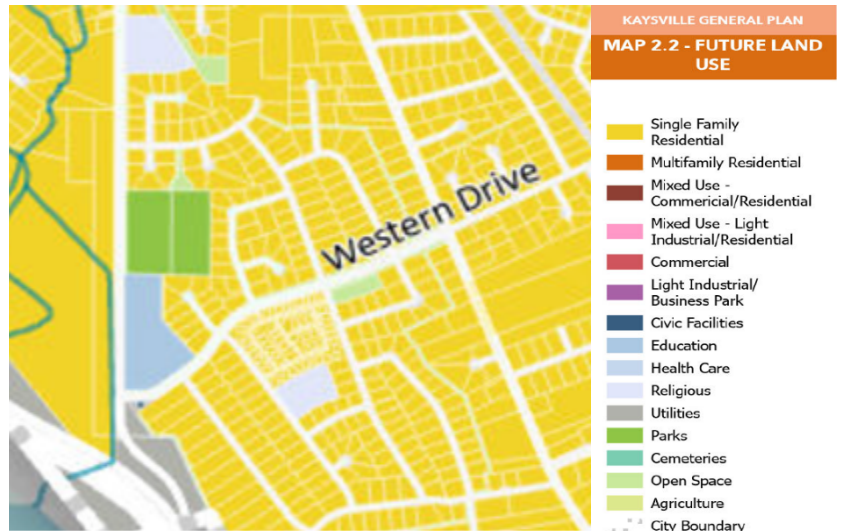 KAYSVILLE GENERAL PLAN
MAP 2.2 - FUTURE LAND
USE
Western Drive
Single Family
Residential
Multifamily Residential
Mixed Use -
Commericial/Residential
Mixed Use - Light
Industrial/Residential
Commercial
Light Industrial/
Business Park
Civic Facilities
Education
Health Care
Religious
Utilities
Parks
Cemeteries
Open Space
Agriculture
City Boundary